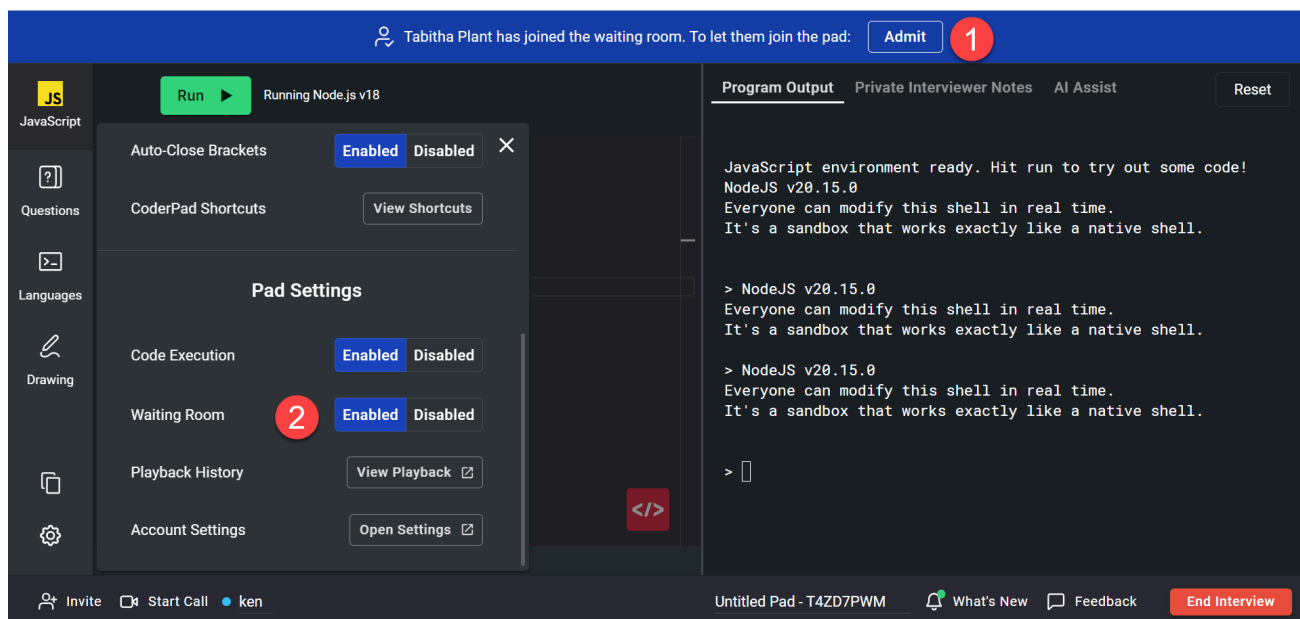 Tabitha Plant has joined the waiting room. To let them join the pad: Admit 1
JS
JavaScript
Run Running Node.js v18
Program Output Private Interviewer Notes AI Assist Reset
Auto-Close Brackets Enabled Disabled
CoderPad Shortcuts View Shortcuts
Pad Settings
Code Execution Enabled Disabled
Waiting Room 2 Enabled Disabled
Playback History View Playback
Account Settings Open Settings
Questions
Languages
Drawing
</>
JavaScript environment ready. Hit run to try out some code!
NodeJS v20.15.0
Everyone can modify this shell in real time.
It's a sandbox that works exactly like a native shell.
> NodeJS v20.15.0
Everyone can modify this shell in real time.
It's a sandbox that works exactly like a native shell.
> NodeJS v20.15.0
Everyone can modify this shell in real time.
It's a sandbox that works exactly like a native shell.
>
Invite Start Call ken Untitled Pad - T4ZD7PWM What's New Feedback End Interview